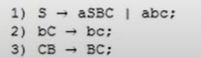 1) S → aSBC | abc;
2) bC → bc;
3) CB → BC;